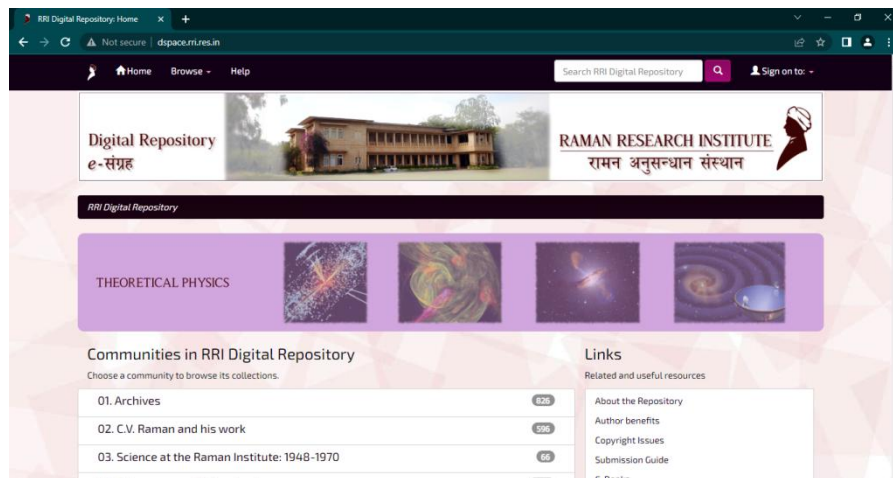 RRI Digital Repository: Home
Not secure dspace.rri.res.in
Home Browse Help Search RRI Digital Repository Sign on to:
Digital Repository
e-संग्रह
RAMAN RESEARCH INSTITUTE
रामन अनुसन्धान संस्थान
RRI Digital Repository
THEORETICAL PHYSICS
Communities in RRI Digital Repository
Choose a community to browse its collections.
01. Archives 826
02. C.V. Raman and his work 596
03. Science at the Raman Institute: 1948-1970 66
Links
Related and useful resources
About the Repository
Author benefits
Copyright Issues
Submission Guide